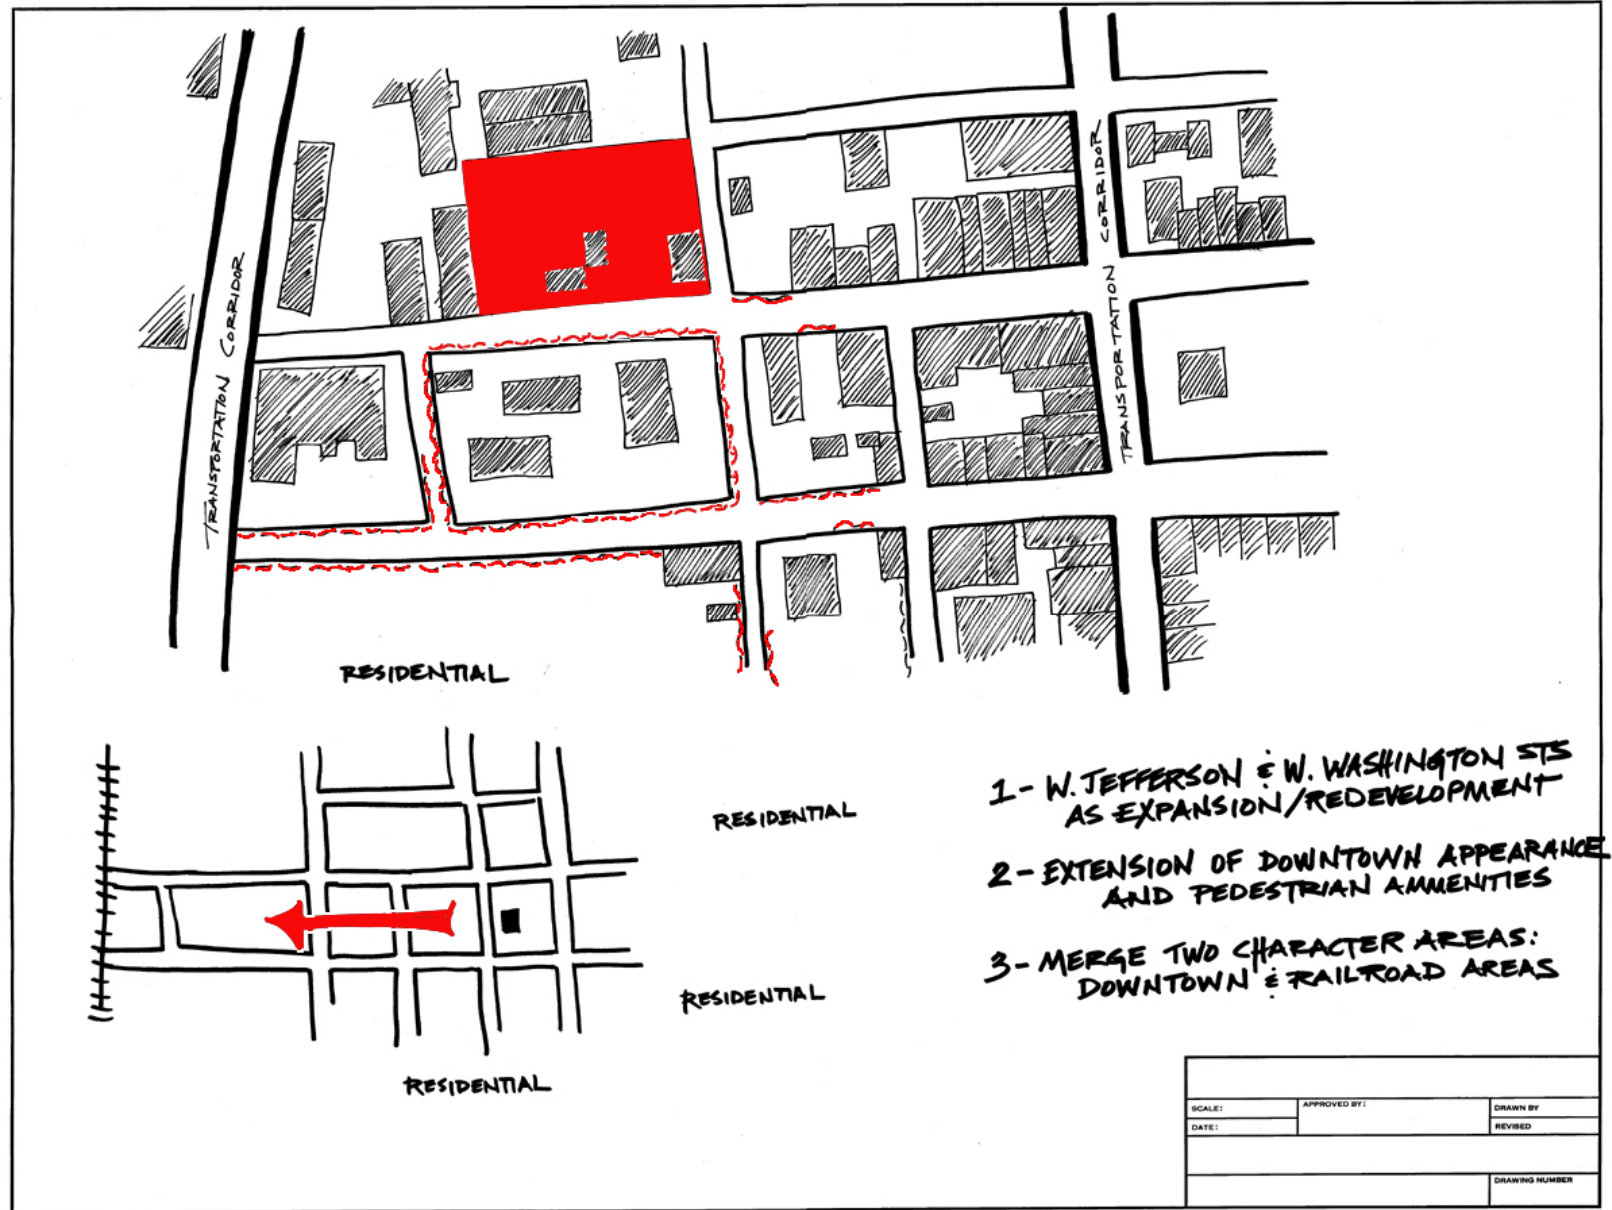 TRANSPORTATION CORRIDOR
TRANSPORTATION CORRIDOR
RESIDENTIAL
RESIDENTIAL
RESIDENTIAL
RESIDENTIAL
1- W. JEFFERSON & W. WASHINGTON STS
AS EXPANSION/REDEVELOPMENT
2- EXTENSION OF DOWNTOWN APPEARANCE
AND PEDESTRIAN AMMENITIES
3- MERGE TWO CHARACTER AREAS:
DOWNTOWN & RAILROAD AREAS
SCALE:
APPROVED BY:
DRAWN BY
DATE:
REVISED
DRAWING NUMBER